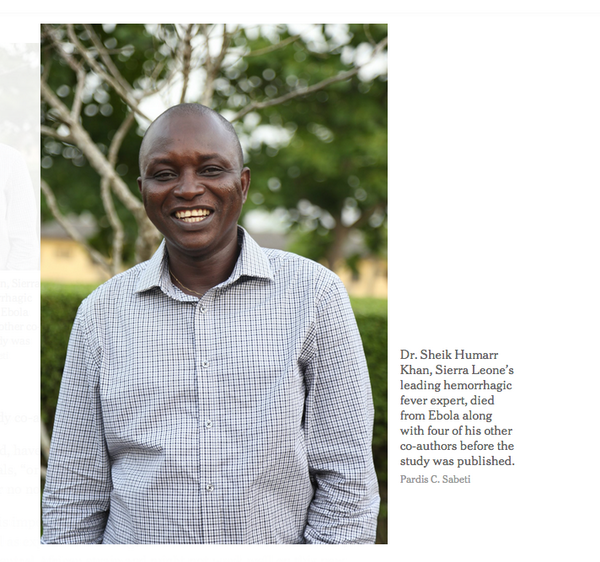 Dr. Sheik Humarr
Khan, Sierra Leone’s
leading hemorrhagic
fever expert, died
from Ebola along
with four of his other
co-authors before the
study was published.
Pardis C. Sabeti